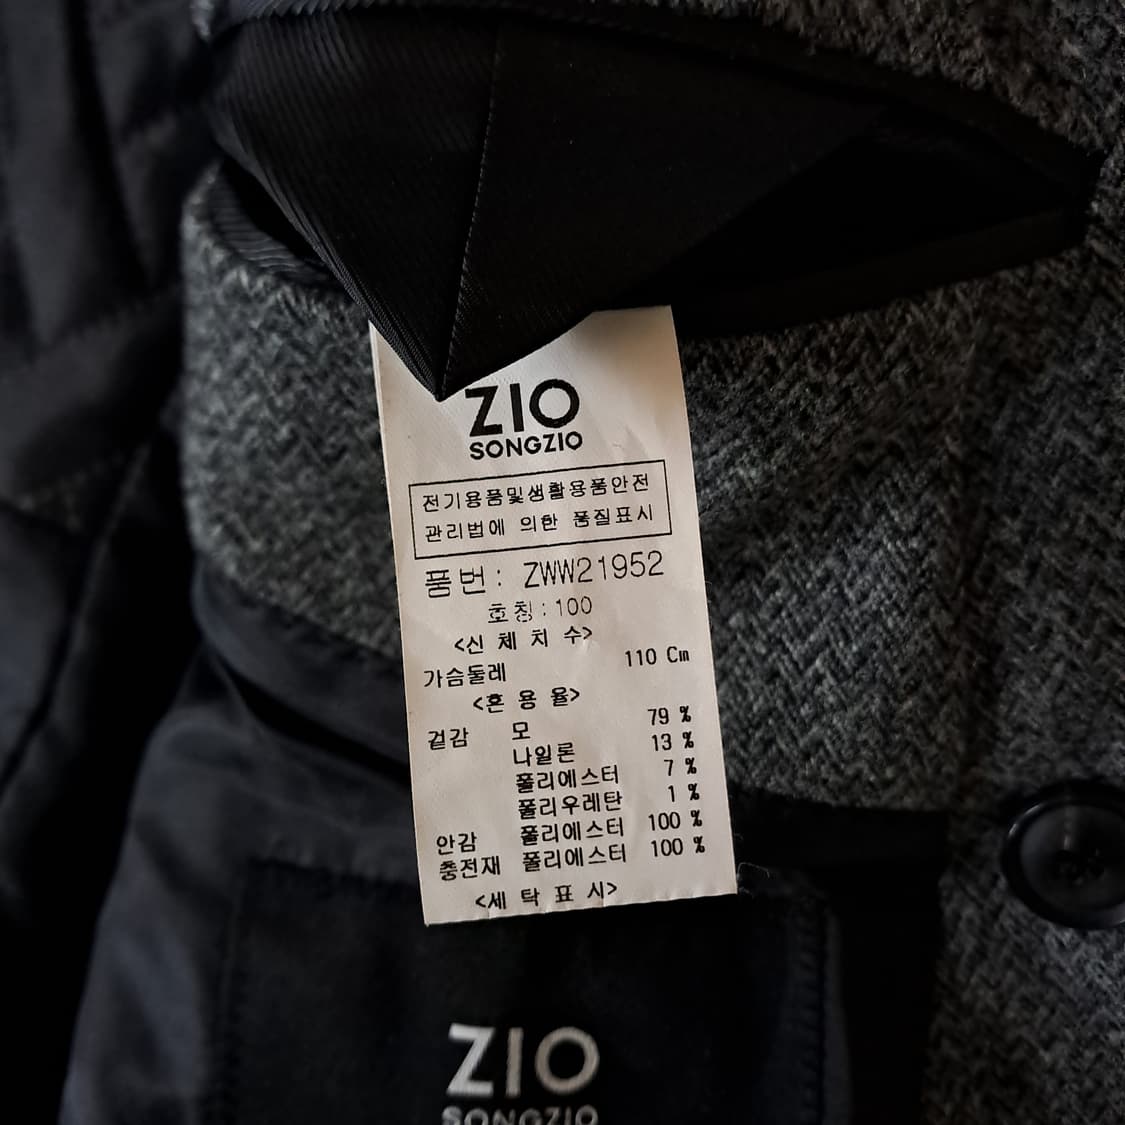 ZIO
SONGZIO
전기용품및생활용품안전
관리법에 의한 품질표시
품번: ZWW21952
호칭:100
<신 체 치 수>
가슴둘레 110 Cm
<혼 용 율>
겉감 모 79 %
나일론 13 %
폴리에스터 7 %
폴리우레탄 1 %
안감 폴리에스터 100 %
충전재 폴리에스터 100 %
<세 탁 표 시>
ZIO
SONGZIO